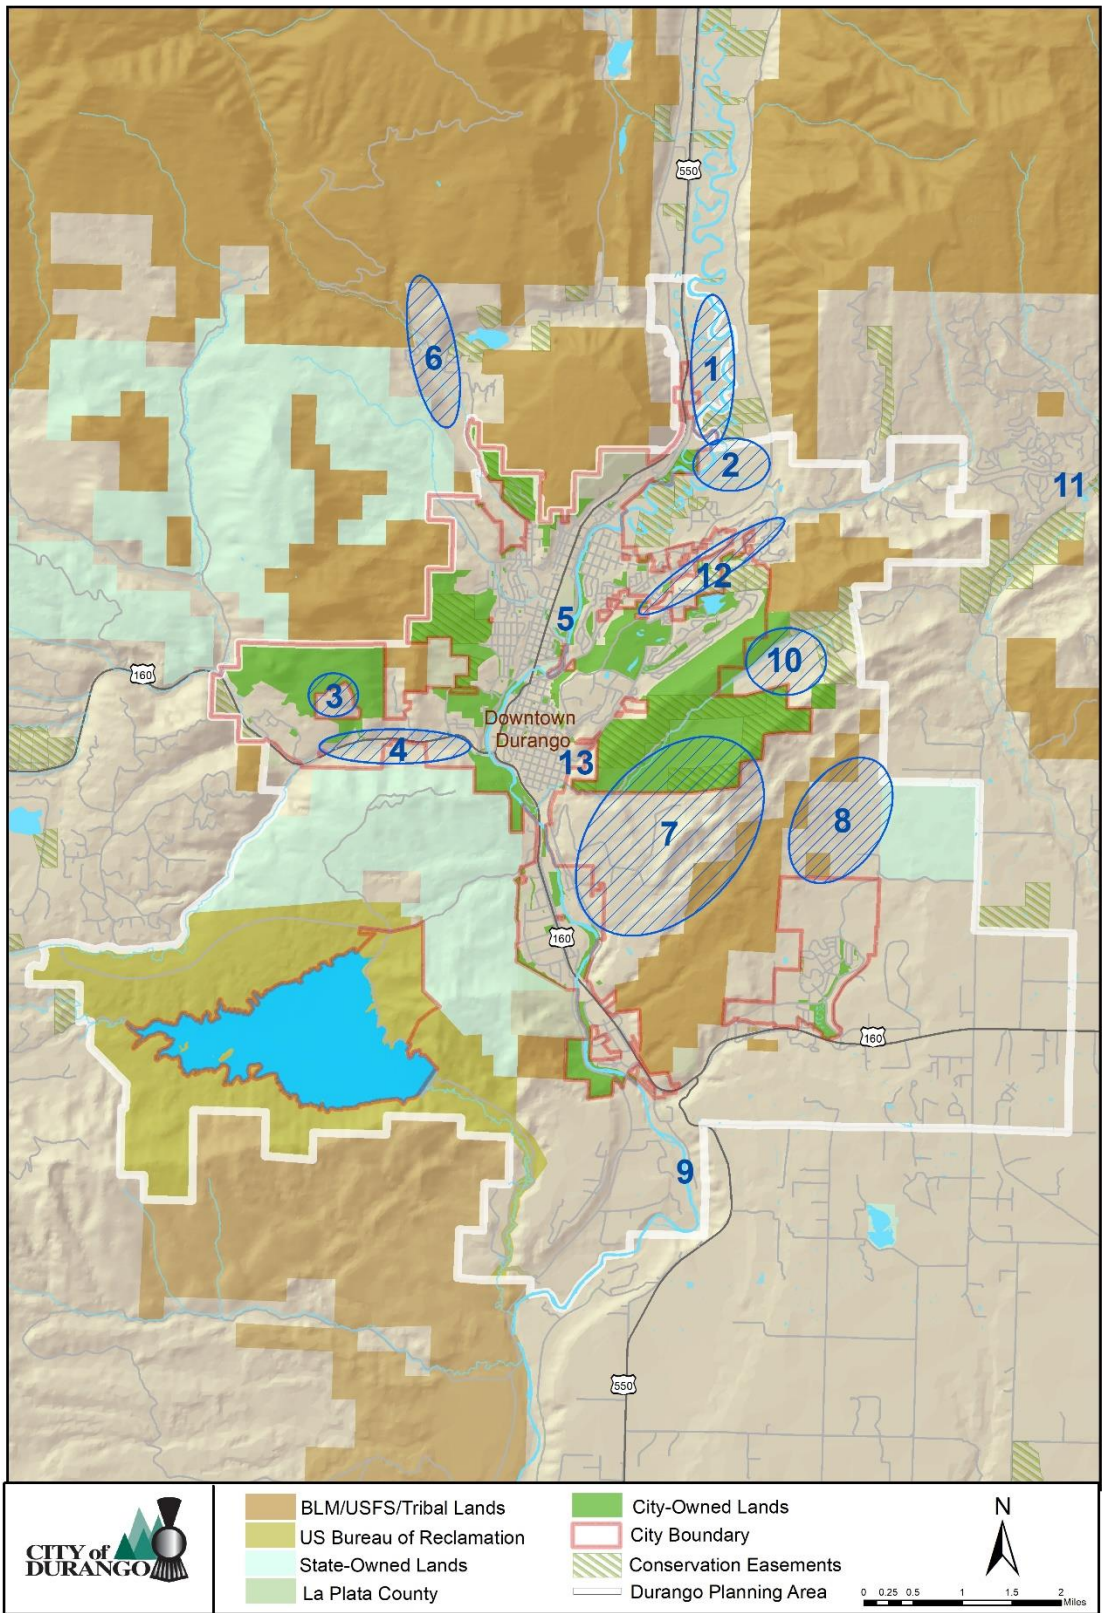 550
6
1
2
11
12
5
10
160
3
Downtown
Durango
4
13
8
7
160
160
9
550
CITY of
DURANGO
BLM/USFS/Tribal Lands
US Bureau of Reclamation
State-Owned Lands
La Plata County
City-Owned Lands
City Boundary
Conservation Easements
Durango Planning Area
N
0 0.25 0.5 1 1.5 2
Miles